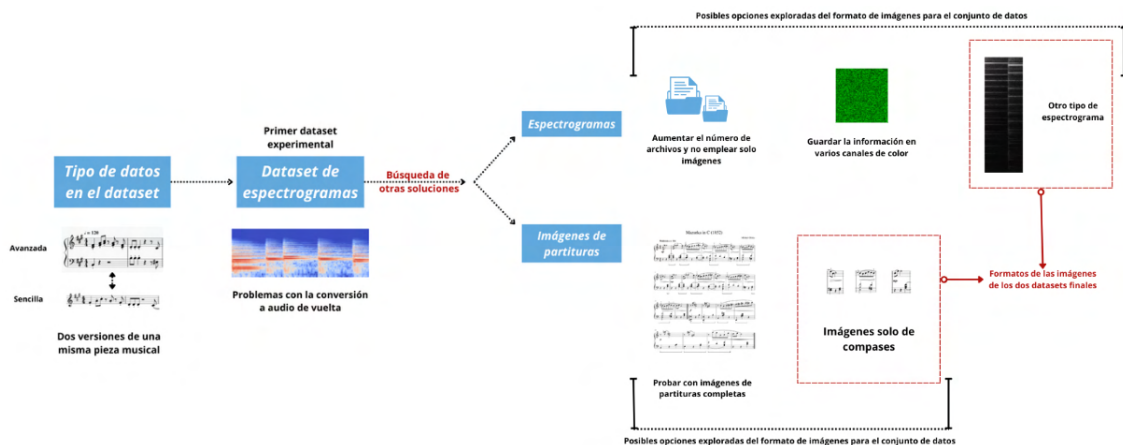 Posibles opciones exploradas del formato de imágenes para el conjunto de datos
Tipo de datos
en el dataset
Avanzada
Sencilla
Dos versiones de una
misma pieza musical
Primer dataset
experimental
Dataset de
espectrogramas
Problemas con la conversión
a audio de vuelta
Búsqueda de
otras soluciones
Espectrogramas
Aumentar el número de
archivos y no emplear solo
imágenes
Guardar la información en
varios canales de color
Otro tipo de
espectrograma
Imágenes de
partituras
Probar con imágenes de
partituras completas
Imágenes solo de
compases
Formatos de las imágenes
de los dos datasets finales
Posibles opciones exploradas del formato de imágenes para el conjunto de datos